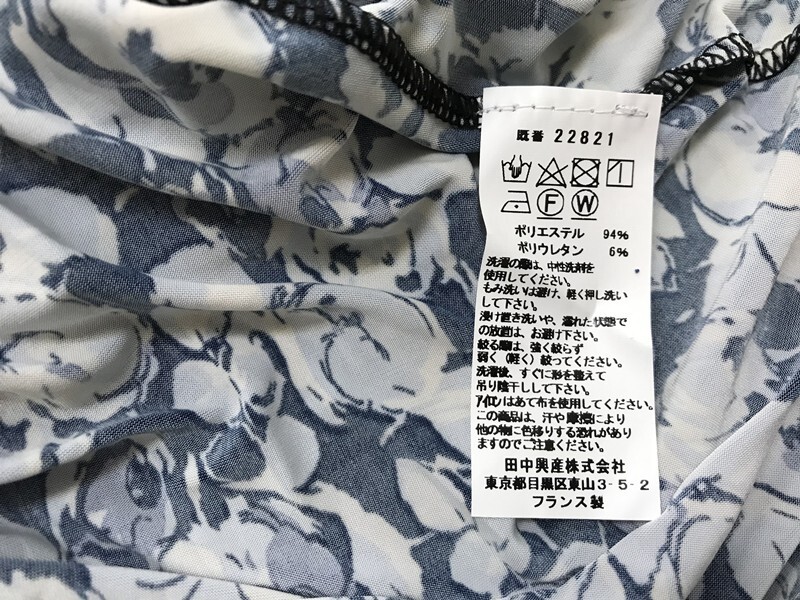 既番 22821
F W
ポリエステル 94%
ポリウレタン 6%
洗濯の際は、中性洗剤を
使用してください。
もみ洗いは避け、軽く押し洗い
して下さい。
浸け置き洗いや、濡れた状態で
の放置は、お避け下さい。
絞る際は、強く絞らず
弱く（軽く）絞ってください。
洗濯後、すぐに形を整えて
吊り陰干しして下さい。
アイロンはあて布を使用してください。
この商品は、汗や摩擦により
他の物に色移りする恐れがあり
ますのでご注意ください。
田中興産株式会社
東京都目黒区東山3-5-2
フランス製